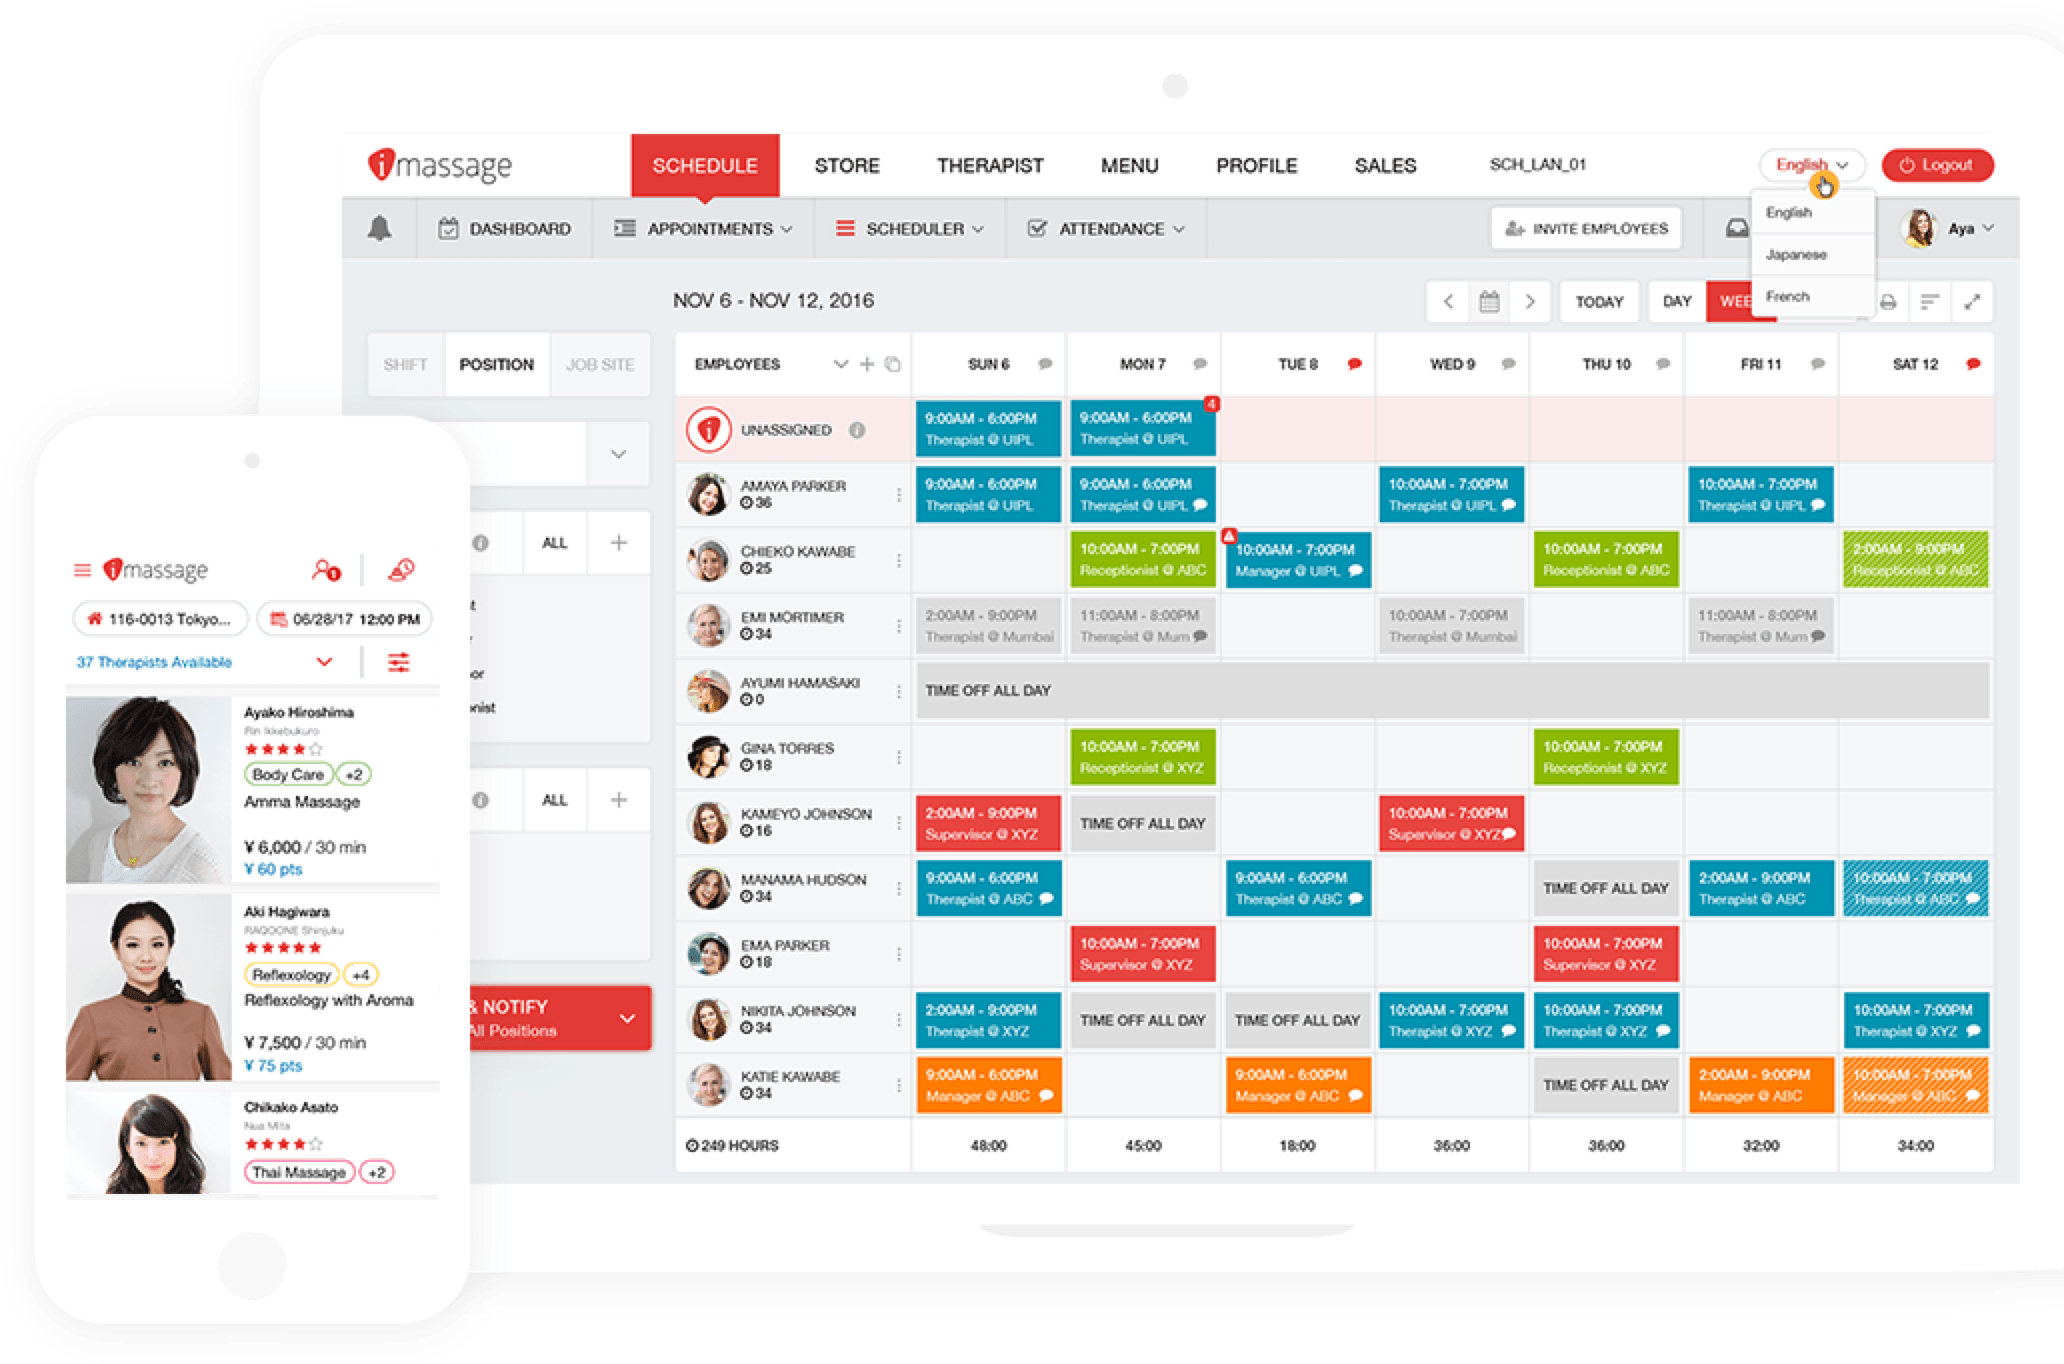 imassage
SCHEDULE STORE THERAPIST MENU PROFILE SALES SCH_LAN_01 English Logout
DASHBOARD APPOINTMENTS SCHEDULER ATTENDANCE INVITE EMPLOYEES Aya
English
Japanese
French
NOV 6 - NOV 12, 2016 TODAY DAY
SHIFT POSITION JOB SITE
ALL
ALL
& NOTIFY
All Positions
EMPLOYEES SUN 6 MON 7 TUE 8 WED 9 THU 10 FRI 11 SAT 12
UNASSIGNED 9:00AM - 6:00PM 9:00AM - 6:00PM 4
Therapist @ UIPL Therapist @ UIPL
AMAYA PARKER 9:00AM - 6:00PM 9:00AM - 6:00PM 10:00AM - 7:00PM 10:00AM - 7:00PM
36 Therapist @ UIPL Therapist @ UIPL Therapist @ UIPL Therapist @ UIPL
CHIEKO KAWABE 10:00AM - 7:00PM 10:00AM - 7:00PM 10:00AM - 7:00PM 2:00AM - 9:00PM
25 Receptionist @ ABC Manager @ UIPL Receptionist @ ABC Receptionist @ ABC
EMI MORTIMER 2:00AM - 9:00PM 11:00AM - 8:00PM 10:00AM - 7:00PM 11:00AM - 8:00PM
34 Therapist @ Mumbai Therapist @ Mum Therapist @ Mumbai Therapist @ Mum
AYUMI HAMASAKI TIME OFF ALL DAY
0
GINA TORRES 10:00AM - 7:00PM 10:00AM - 7:00PM
18 Receptionist @ XYZ Receptionist @ XYZ
KAMEYO JOHNSON 2:00AM - 9:00PM TIME OFF ALL DAY 10:00AM - 7:00PM
16 Supervisor @ XYZ Supervisor @ XYZ
MANAMA HUDSON 9:00AM - 6:00PM 9:00AM - 6:00PM TIME OFF ALL DAY 2:00AM - 9:00PM 10:00AM - 7:00PM
34 Therapist @ ABC Therapist @ ABC Therapist @ ABC Therapist @ ABC
EMA PARKER 10:00AM - 7:00PM 10:00AM - 7:00PM
18 Supervisor @ XYZ Supervisor @ XYZ
NIKITA JOHNSON 2:00AM - 9:00PM TIME OFF ALL DAY TIME OFF ALL DAY 10:00AM - 7:00PM 10:00AM - 7:00PM 10:00AM - 7:00PM
34 Therapist @ XYZ Therapist @ XYZ Therapist @ XYZ Therapist @ XYZ
KATIE KAWABE 9:00AM - 6:00PM 9:00AM - 6:00PM TIME OFF ALL DAY 2:00AM - 9:00PM 10:00AM - 7:00PM
34 Manager @ ABC Manager @ ABC Manager @ ABC Manager @ ABC
249 HOURS 48:00 45:00 18:00 36:00 36:00 32:00 34:00
imassage 1
116-0013 Tokyo... 06/28/17 12:00 PM
37 Therapists Available
Ayako Hiroshima
Rin Ikkebukuro
Body Care +2
Amma Massage
¥ 6,000 / 30 min
¥ 60 pts
Aki Hagiwara
RAQOONE Shinjuku
Reflexology +4
Reflexology with Aroma
¥ 7,500 / 30 min
¥ 75 pts
Chikako Asato
Nua Mita
Thai Massage +2